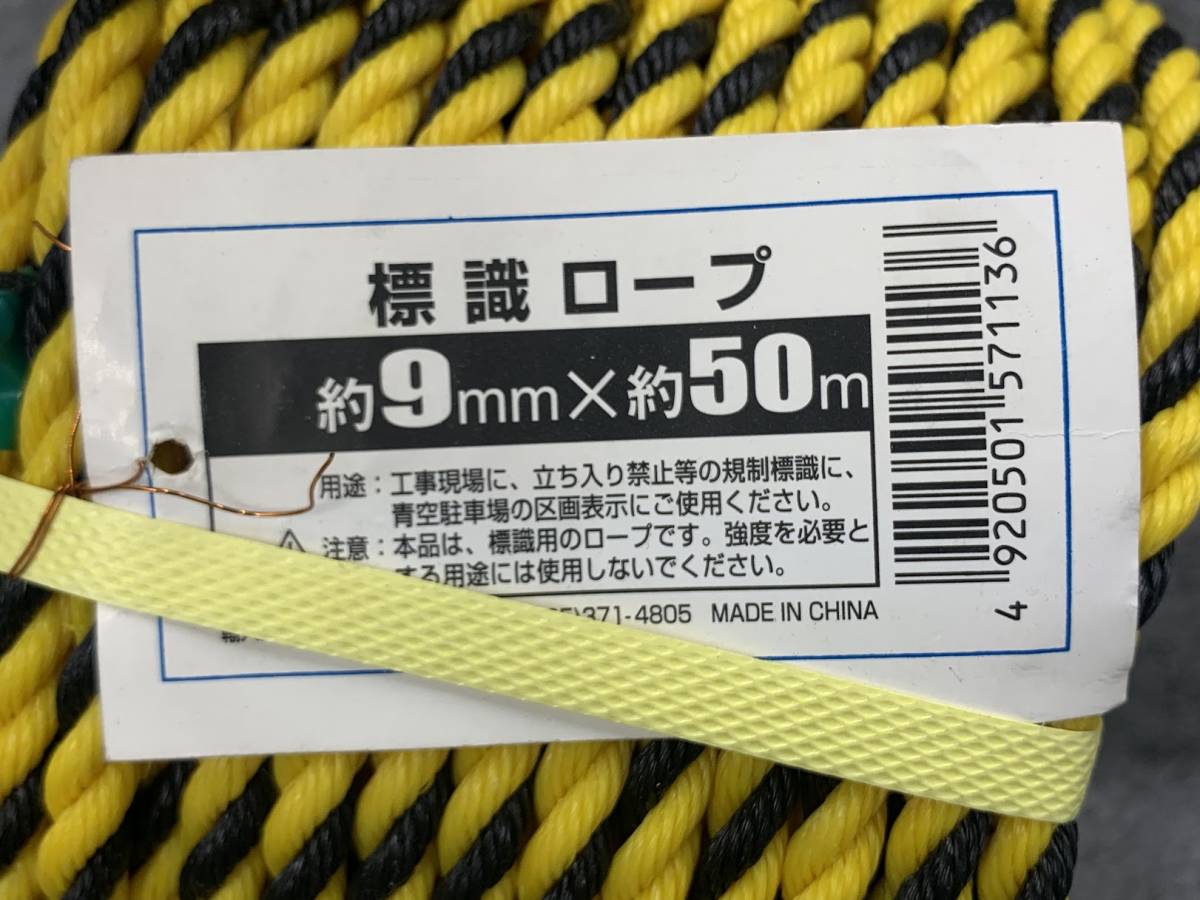 標識 ロープ
約9mm×約50m
用途：工事現場に、立ち入り禁止等の規制標識に、
青空駐車場の区画表示にご使用ください。
注意：本品は、標識用のロープです。強度を必要と
する用途には使用しないでください。
)371-4805 MADE IN CHINA
4920501571136